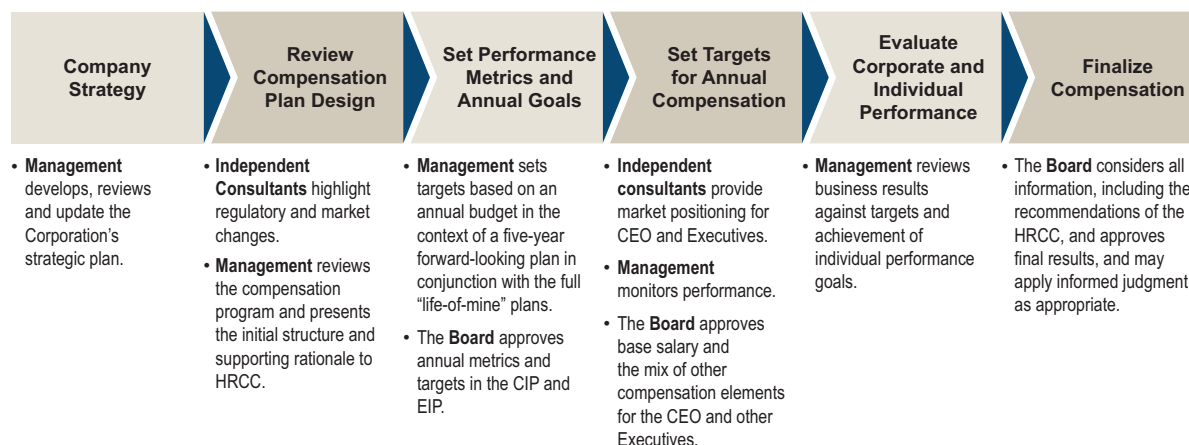 Company
Strategy
Review
Compensation
Plan Design
Set Performance
Metrics and
Annual Goals
Set Targets
for Annual
Compensation
Evaluate
Corporate and
Individual
Performance
Finalize
Compensation
• Management
develops, reviews
and update the
Corporation’s
strategic plan.
• Independent
Consultants highlight
regulatory and market
changes.
• Management reviews
the compensation
program and presents
the initial structure and
supporting rationale to
HRCC.
• Management sets
targets based on an
annual budget in the
context of a five-year
forward-looking plan in
conjunction with the full
“life-of-mine” plans.
• The Board approves
annual metrics and
targets in the CIP and
EIP.
• Independent
consultants provide
market positioning for
CEO and Executives.
• Management
monitors performance.
• The Board approves
base salary and
the mix of other
compensation elements
for the CEO and other
Executives.
• Management reviews
business results
against targets and
achievement of
individual performance
goals.
• The Board considers all
information, including the
recommendations of the
HRCC, and approves
final results, and may
apply informed judgment
as appropriate.